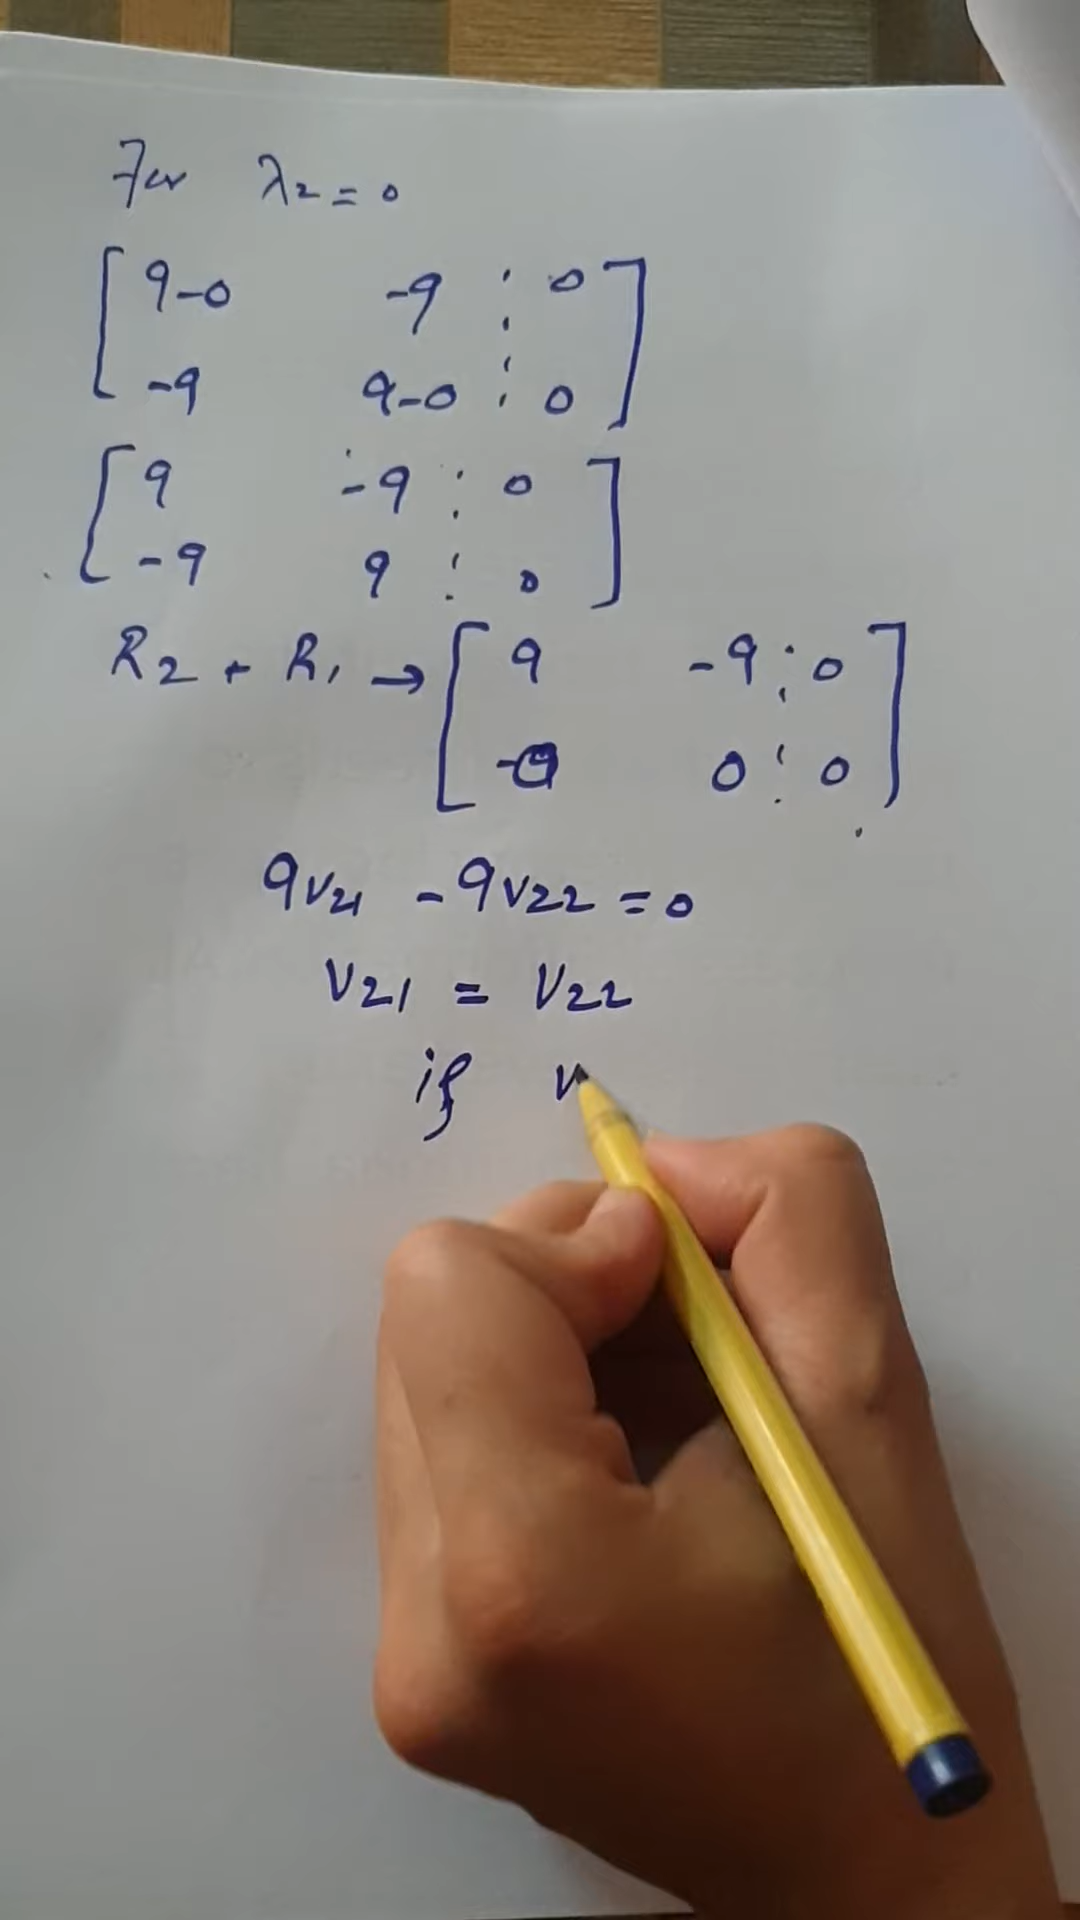 For λ2 = 0
[ 9-0 -9 : 0 ]
[ -9 9-0 : 0 ]
[ 9 -9 : 0 ]
[ -9 9 : 0 ]
R2 + R1 → [ 9 -9 : 0 ]
[ 0 0 : 0 ]
9V21 - 9V22 = 0
V21 = V22
if v